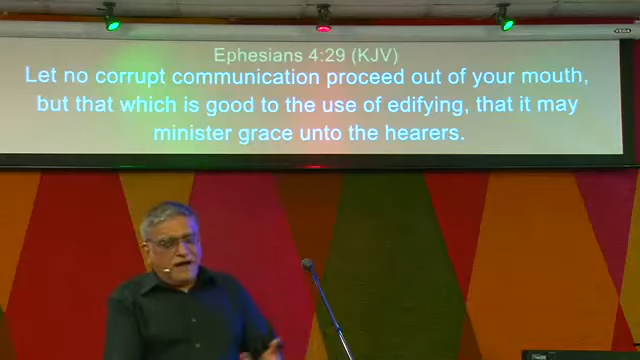 Ephesians 4:29 (KJV)
Let no corrupt communication proceed out of your mouth,
but that which is good to the use of edifying, that it may
minister grace unto the hearers.